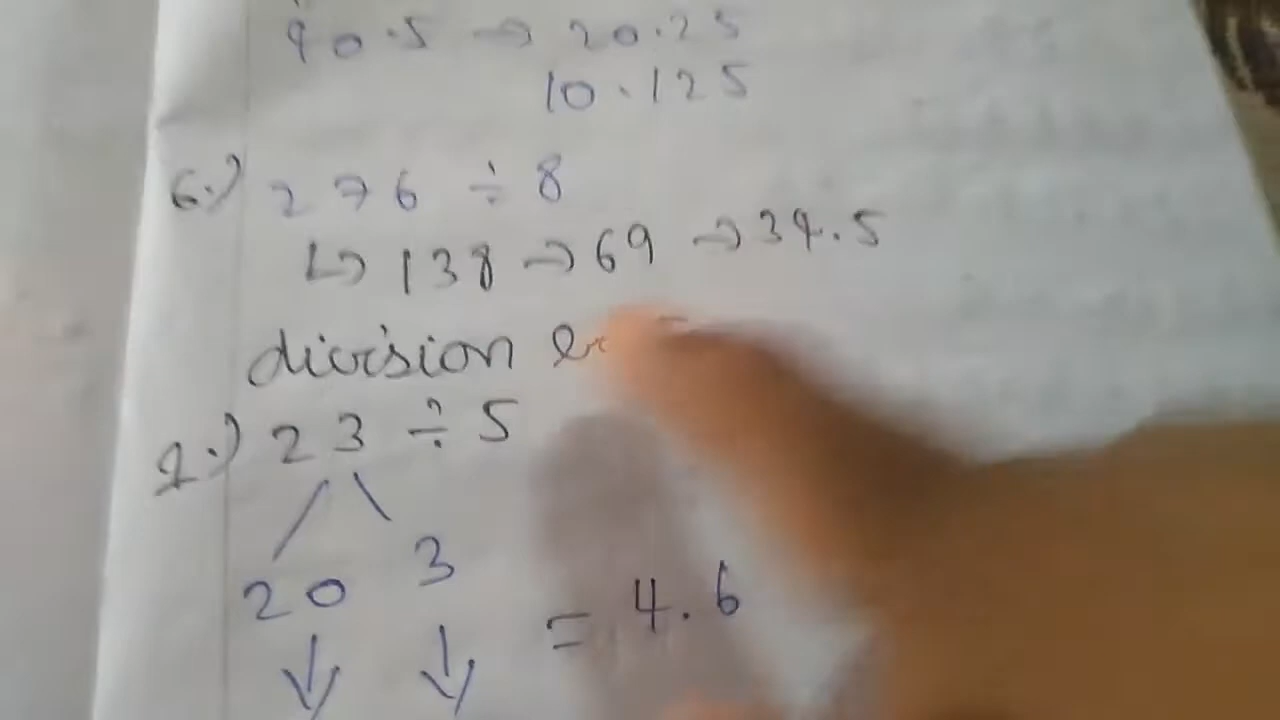 40.5 → 20.25
10.125
6.) 276 ÷ 8
↳ 138 → 69 → 34.5
division
2.) 23 ÷ 5
20 3
= 4.6